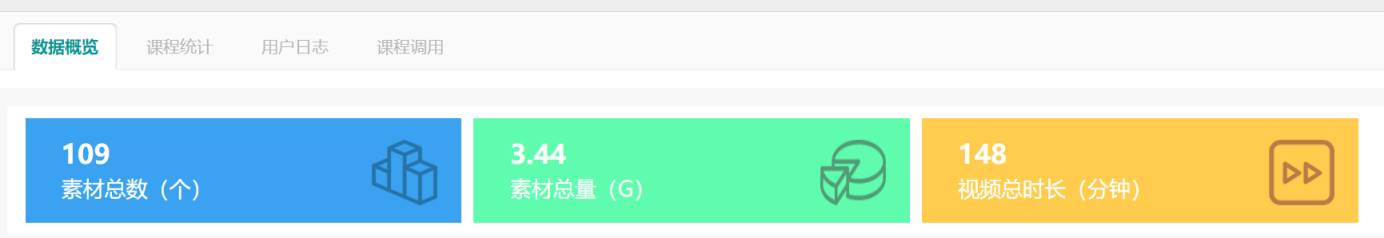 数据概览 课程统计 用户日志 课程调用
109
素材总数（个）
3.44
素材总量（G）
148
视频总时长（分钟）